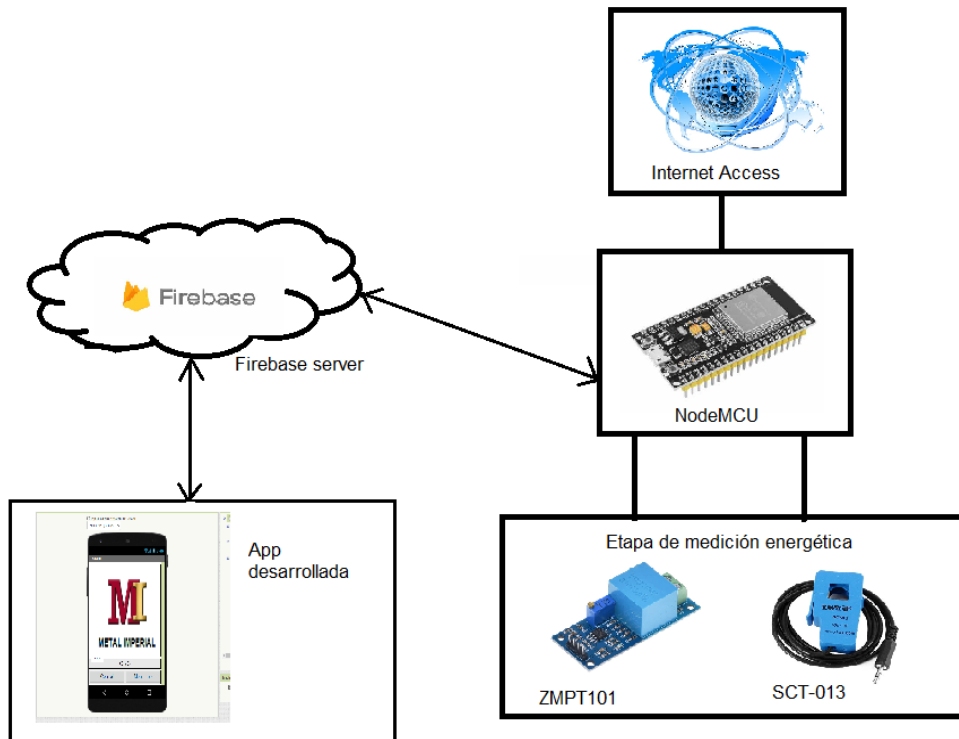 Internet Access
Firebase
Firebase server
NodeMCU
App
desarrollada
METAL IMPERIAL
Etapa de medición energética
ZMPT101
SCT-013